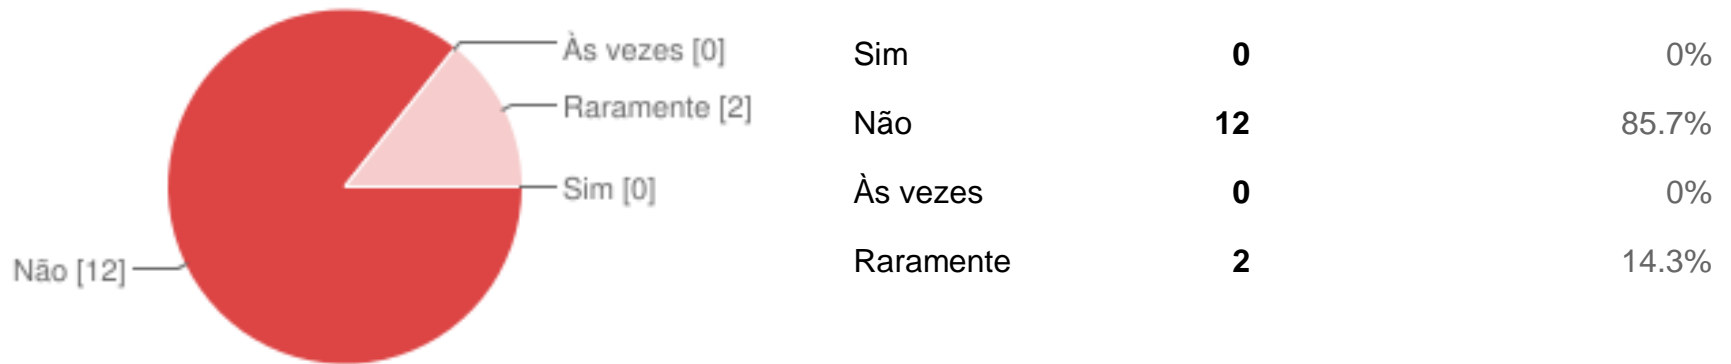 Às vezes [0]
Raramente [2]
Sim [0]
Não [12]
Sim 0 0%
Não 12 85.7%
Às vezes 0 0%
Raramente 2 14.3%